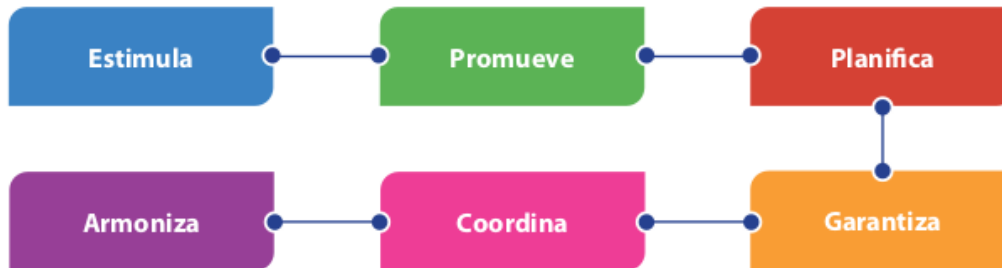 Estimula
Promueve
Planifica
Armoniza
Coordina
Garantiza